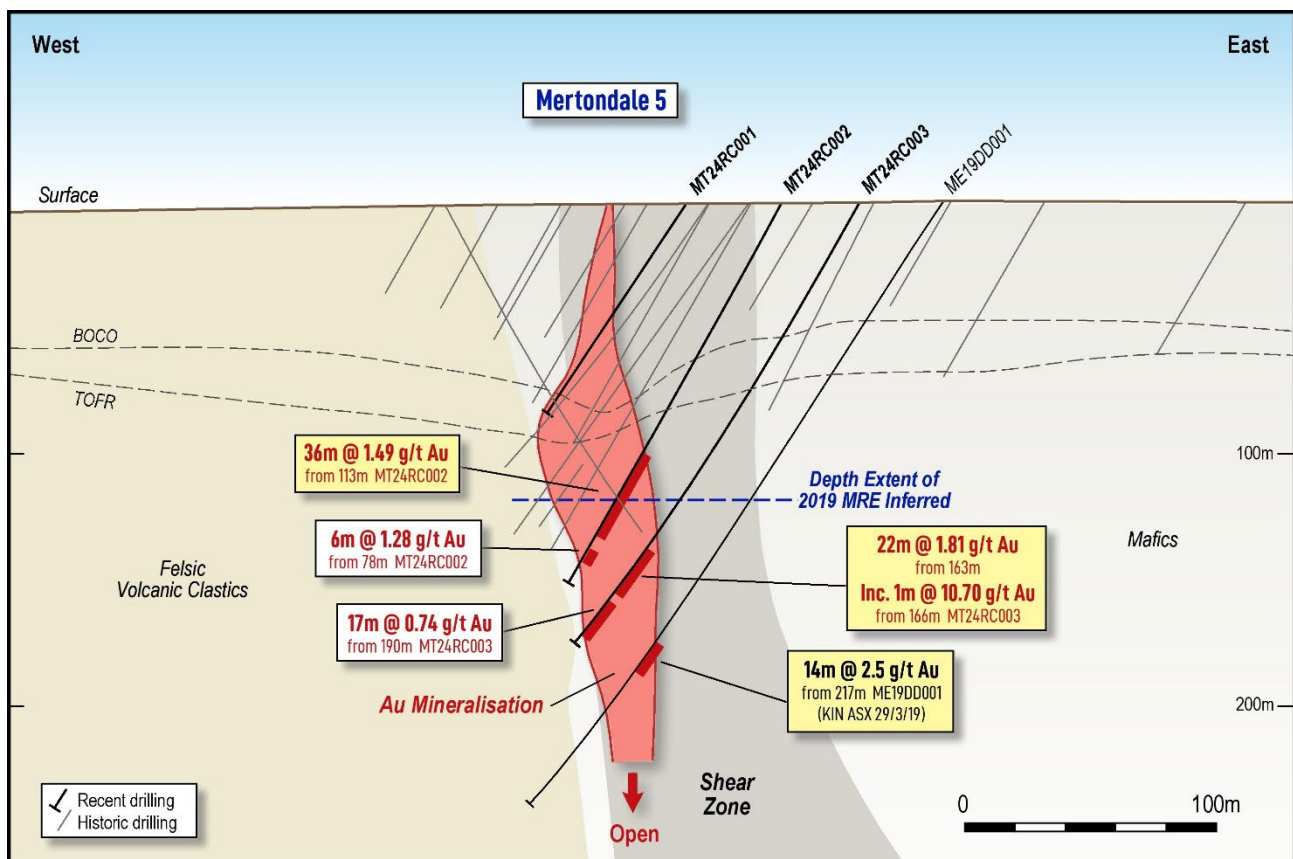 West
East
Mertondale 5
MT24RC001
MT24RC002
MT24RC003
ME19DD001
Surface
BOCO
TOFR
100m
36m @ 1.49 g/t Au
from 113m MT24RC002
Depth Extent of
2019 MRE Inferred
6m @ 1.28 g/t Au
from 78m MT24RC002
22m @ 1.81 g/t Au
from 163m
Inc. 1m @ 10.70 g/t Au
from 166m MT24RC003
Mafics
Felsic
Volcanic Clastics
17m @ 0.74 g/t Au
from 190m MT24RC003
14m @ 2.5 g/t Au
from 217m ME19DD001
(KIN ASX 29/3/19)
Au Mineralisation
200m
Shear
Zone
Open
Recent drilling
Historic drilling
0
100m